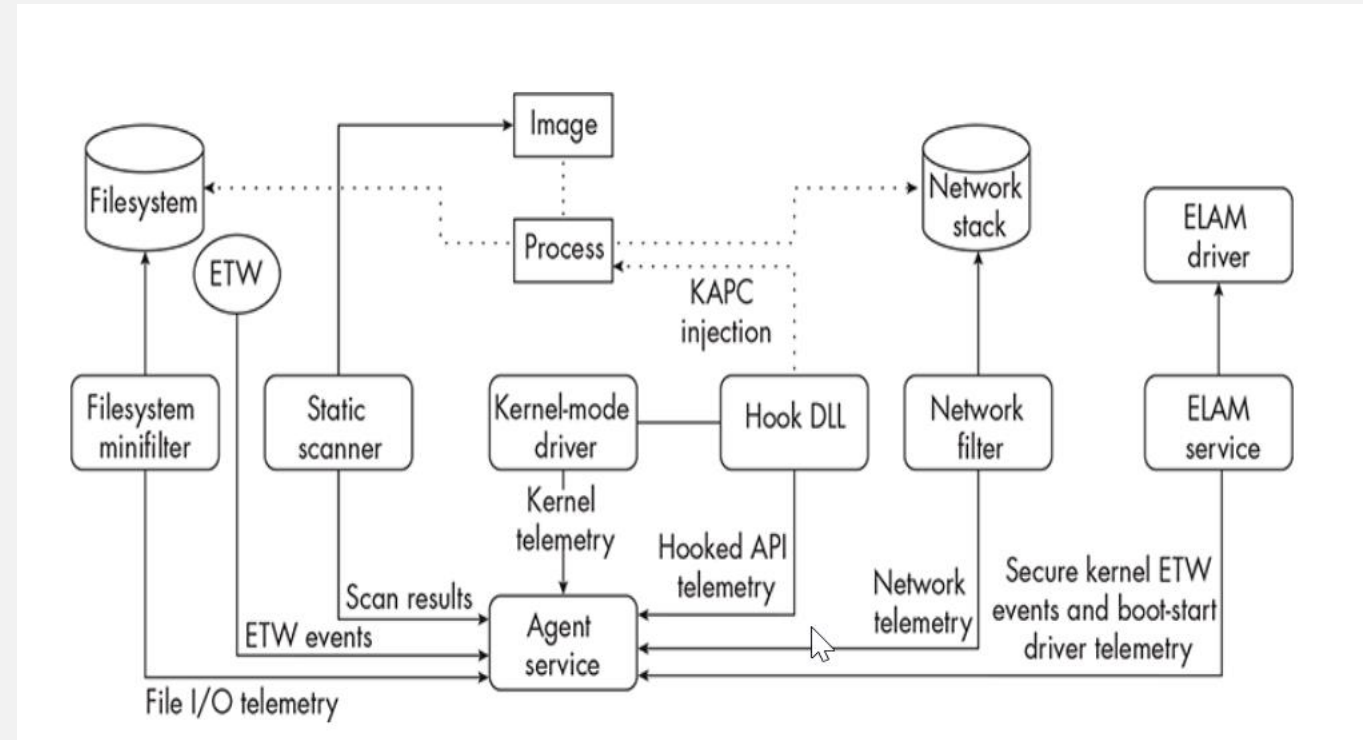 Image
Filesystem
Network
stack
ELAM
driver
Process
ETW
KAPC
injection
Filesystem
minifilter
Static
scanner
Kernel-mode
driver
Hook DLL
Network
filter
ELAM
service
Kernel
telemetry
Hooked API
telemetry
Scan results
Network
telemetry
Secure kernel ETW
events and boot-start
driver telemetry
ETW events
Agent
service
File I/O telemetry